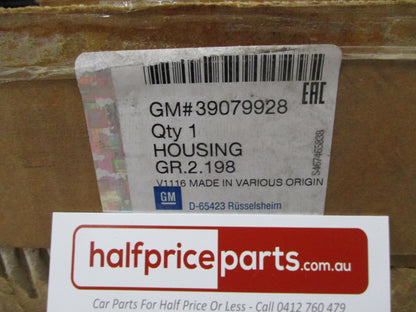 GM#39079928
EAC
Qty 1
HOUSING
GR.2.198
V1116 MADE IN VARIOUS ORIGIN
GM
D-65423 Rüsselsheim
halfpriceparts.com.au
Car Parts For Half Price Or Less - Call 0412 760 479